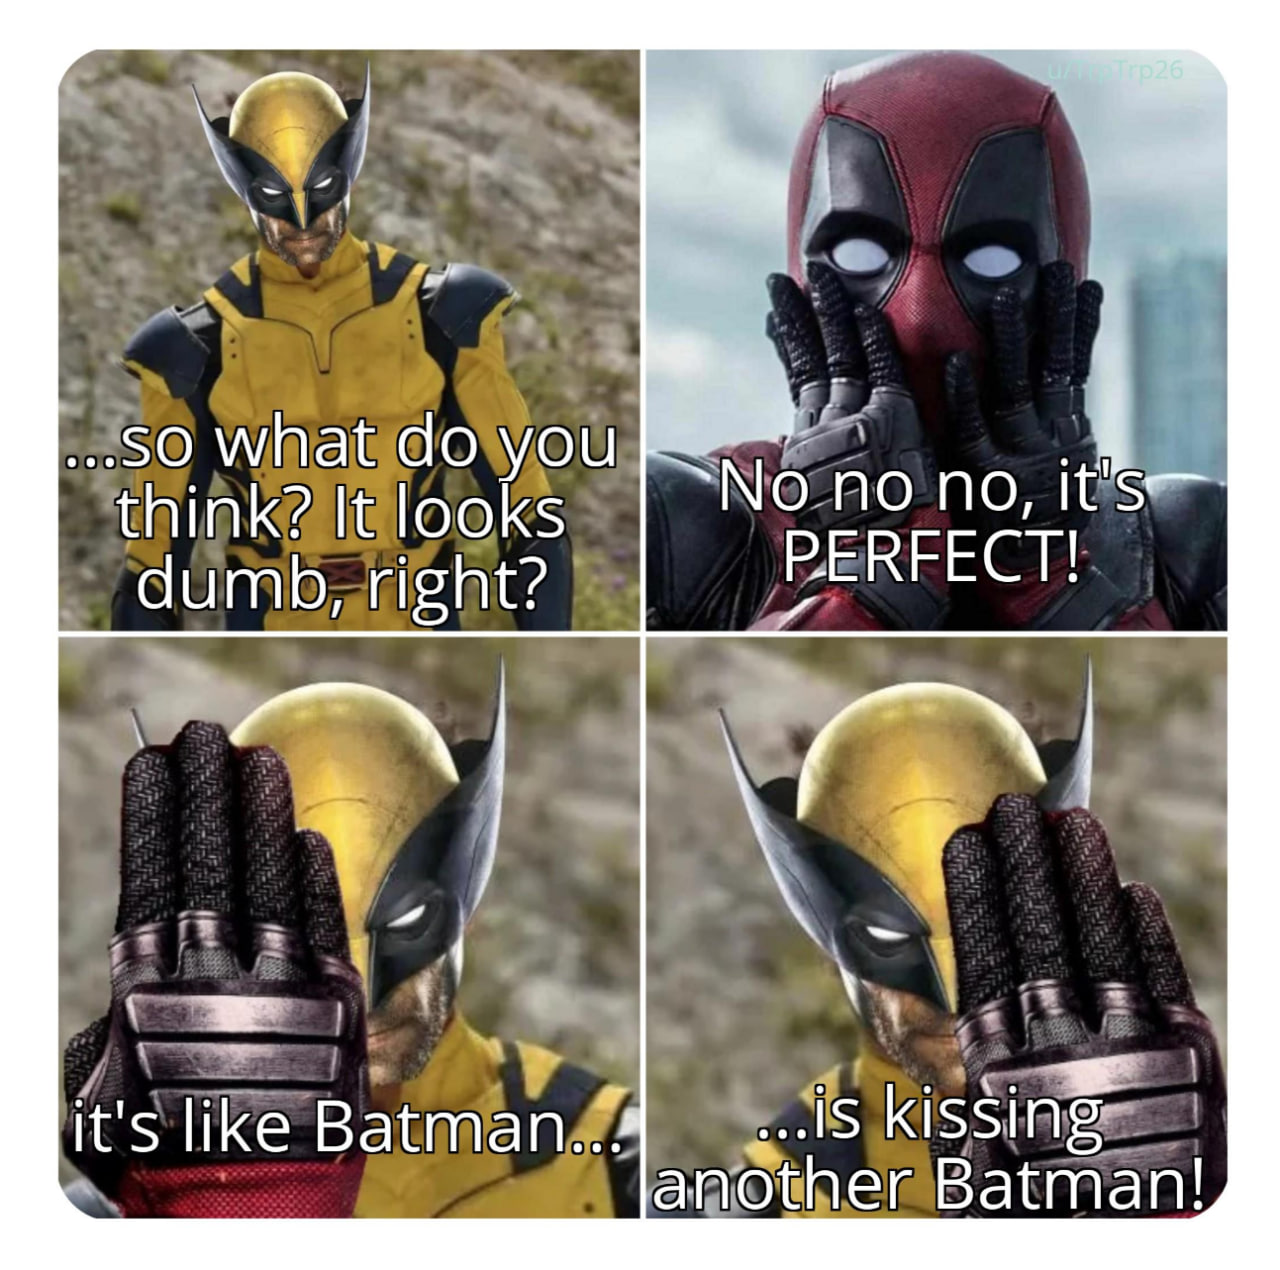 ...so what do you
think? It looks
dumb, right?
u/TrpTrp26
No no no, it's
PERFECT!
it's like Batman...
...is kissing
another Batman!